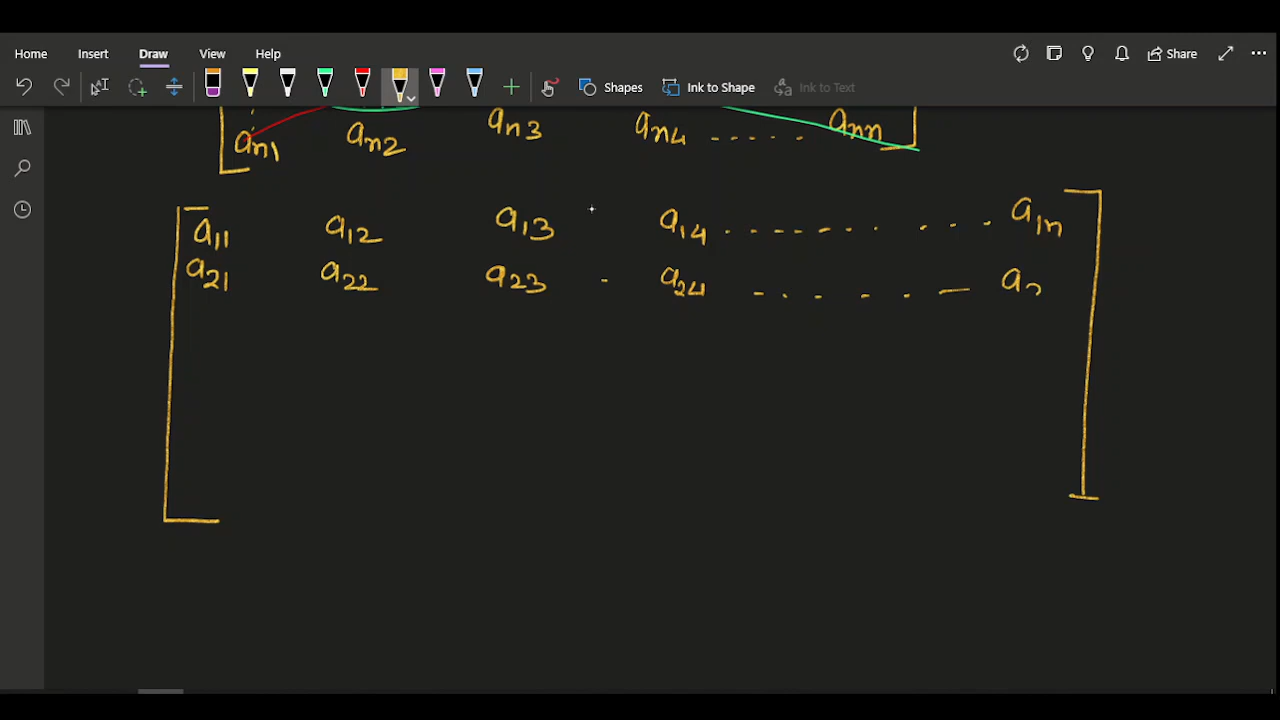 Home Insert Draw View Help Share
Shapes Ink to Shape Ink to Text
aₙ₁ aₙ₂ aₙ₃ aₙ₄ ..... aₙₙ
a₁₁ a₁₂ a₁₃ a₁₄ .......... a₁ₙ
a₂₁ a₂₂ a₂₃ . a₂₄ ..... — a₂